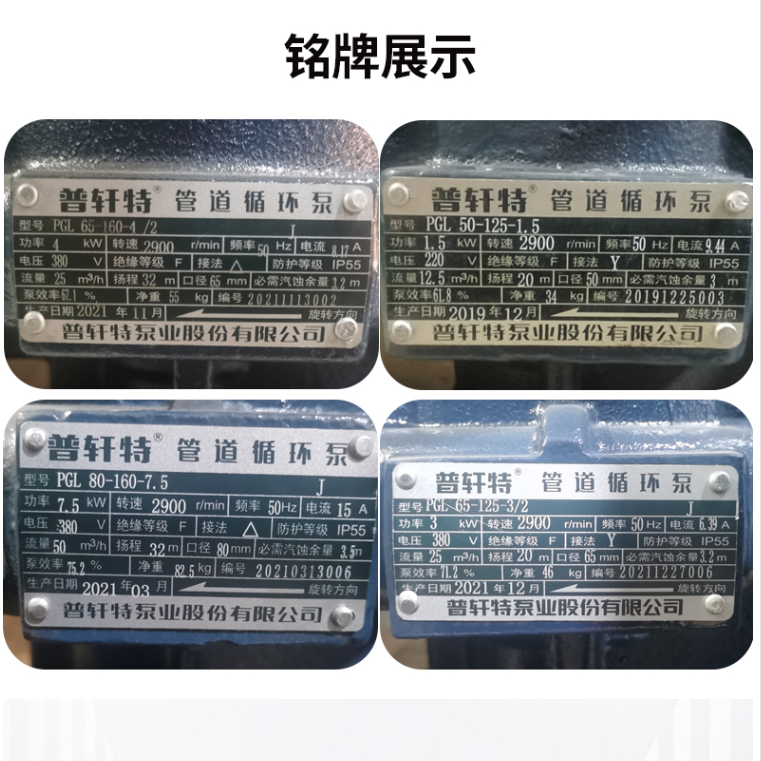 铭牌展示
普轩特® 管道循环泵
型号 PGL 65-160-4 /2 J
功率 4 kW 转速 2900 r/min 频率 50 Hz 电流 8.17 A
电压 380 V 绝缘等级 F 接法 △ 防护等级 IP55
流量 25 m³/h 扬程 32 m 口径 65 mm 必需汽蚀余量 3.2 m
泵效率 67.1 % 净重 55 kg 编号 20211113002
生产日期 2021 年 11 月 旋转方向
普轩特泵业股份有限公司
普轩特® 管道循环泵
型号 PGL 50-125-1.5
功率 1.5 kW 转速 2900 r/min 频率 50 Hz 电流 9.44 A
电压 220 V 绝缘等级 F 接法 Y 防护等级 IP55
流量 12.5 m³/h 扬程 20 m 口径 50 mm 必需汽蚀余量 3 m
泵效率 61.8 % 净重 34 kg 编号 20191225003
生产日期 2019 年 12 月 旋转方向
普轩特泵业股份有限公司
普轩特® 管道循环泵
型号 PGL 80-160-7.5 J
功率 7.5 kW 转速 2900 r/min 频率 50 Hz 电流 15 A
电压 380 V 绝缘等级 F 接法 △ 防护等级 IP55
流量 50 m³/h 扬程 32 m 口径 80 mm 必需汽蚀余量 3.5 m
泵效率 75.2 % 净重 82.5 kg 编号 20210313006
生产日期 2021 年 03 月 旋转方向
普轩特泵业股份有限公司
普轩特® 管道循环泵
型号 PGL 65-125-3/2 J
功率 3 kW 转速 2900 r/min 频率 50 Hz 电流 6.39 A
电压 380 V 绝缘等级 F 接法 Y 防护等级 IP55
流量 25 m³/h 扬程 20 m 口径 65 mm 必需汽蚀余量 3.2 m
泵效率 71.2 % 净重 46 kg 编号 20211227006
生产日期 2021 年 12 月 旋转方向
普轩特泵业股份有限公司